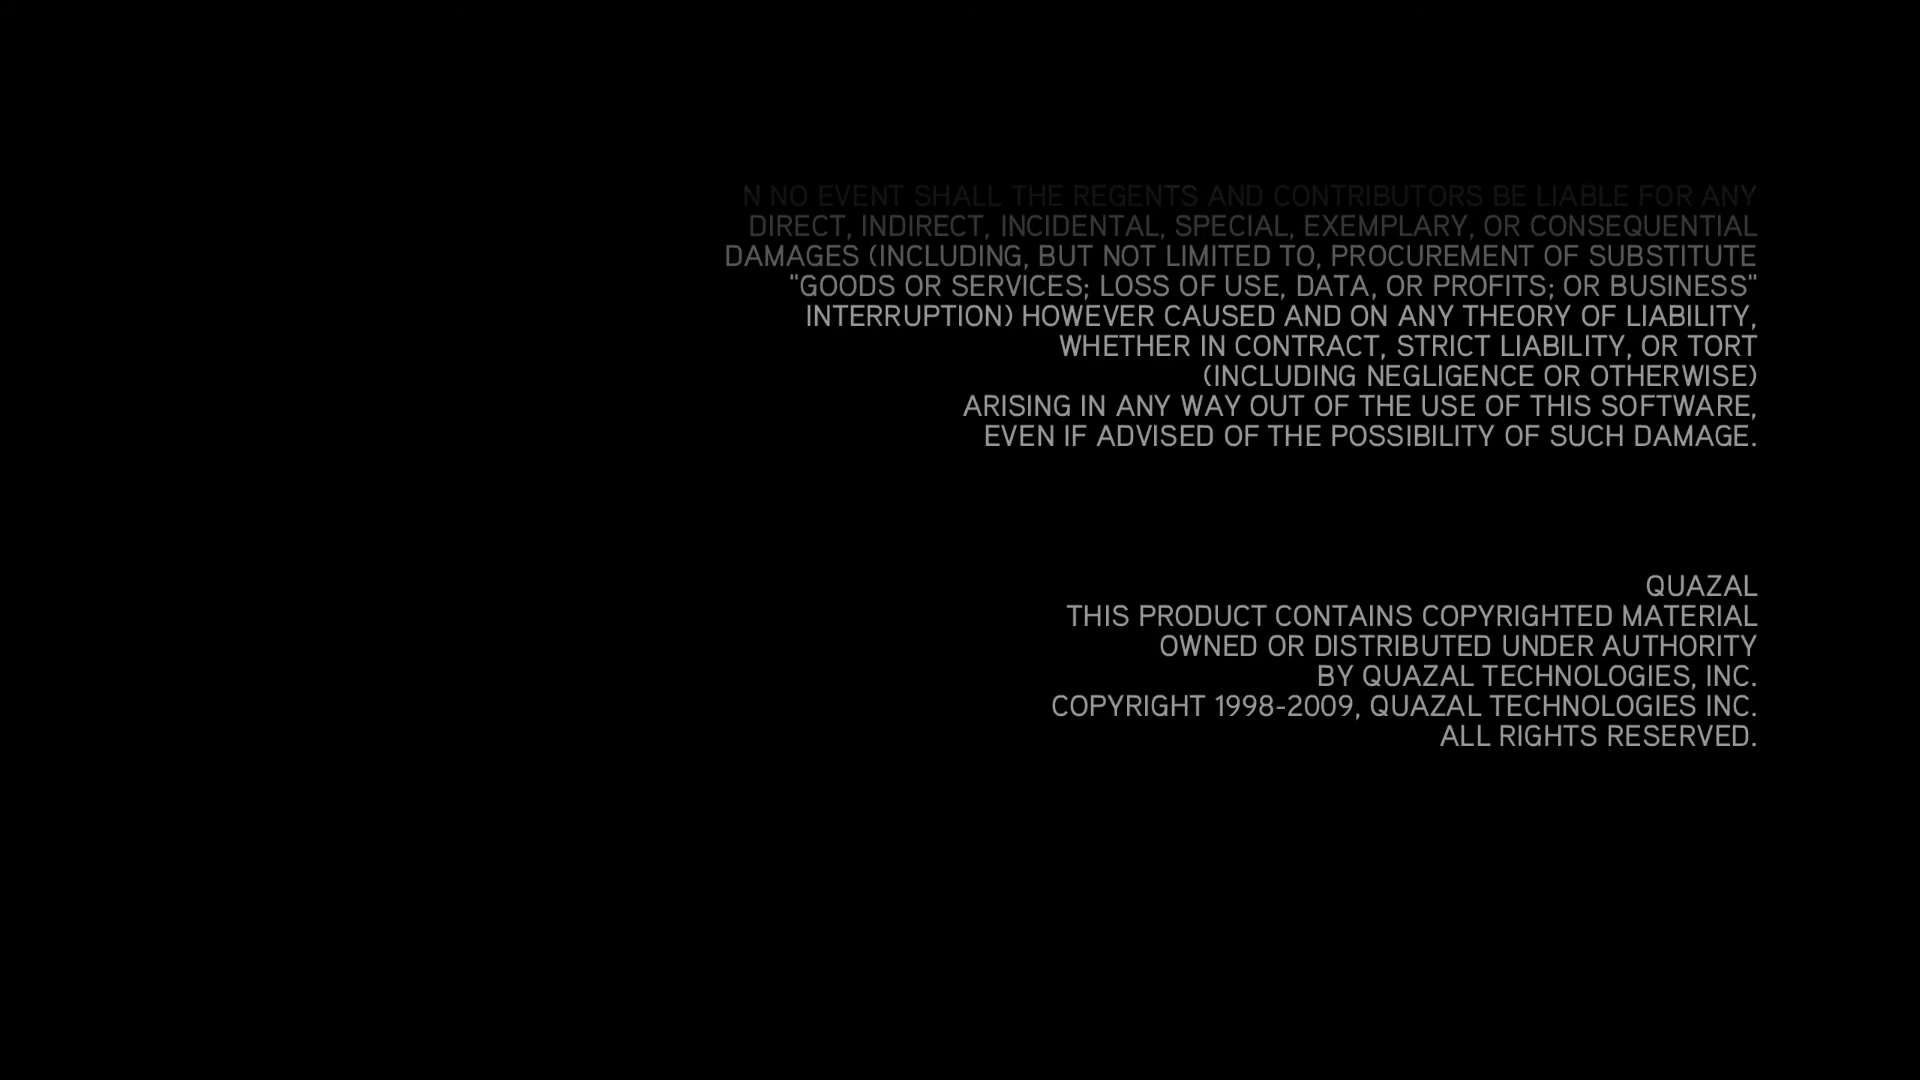 N NO EVENT SHALL THE REGENTS AND CONTRIBUTORS BE LIABLE FOR ANY
DIRECT, INDIRECT, INCIDENTAL, SPECIAL, EXEMPLARY, OR CONSEQUENTIAL
DAMAGES (INCLUDING, BUT NOT LIMITED TO, PROCUREMENT OF SUBSTITUTE
"GOODS OR SERVICES; LOSS OF USE, DATA, OR PROFITS; OR BUSINESS"
INTERRUPTION) HOWEVER CAUSED AND ON ANY THEORY OF LIABILITY,
WHETHER IN CONTRACT, STRICT LIABILITY, OR TORT
(INCLUDING NEGLIGENCE OR OTHERWISE)
ARISING IN ANY WAY OUT OF THE USE OF THIS SOFTWARE,
EVEN IF ADVISED OF THE POSSIBILITY OF SUCH DAMAGE.
QUAZAL
THIS PRODUCT CONTAINS COPYRIGHTED MATERIAL
OWNED OR DISTRIBUTED UNDER AUTHORITY
BY QUAZAL TECHNOLOGIES, INC.
COPYRIGHT 1998-2009, QUAZAL TECHNOLOGIES INC.
ALL RIGHTS RESERVED.